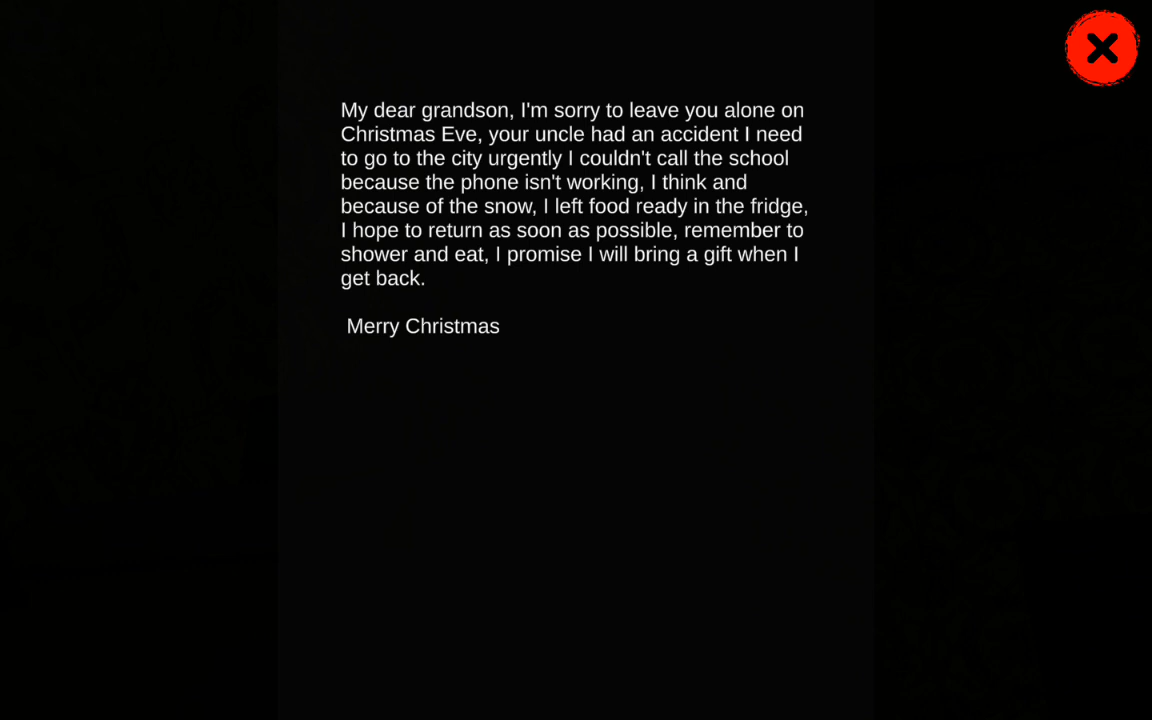 My dear grandson, I'm sorry to leave you alone on
Christmas Eve, your uncle had an accident I need
to go to the city urgently I couldn't call the school
because the phone isn't working, I think and
because of the snow, I left food ready in the fridge,
I hope to return as soon as possible, remember to
shower and eat, I promise I will bring a gift when I
get back.
Merry Christmas